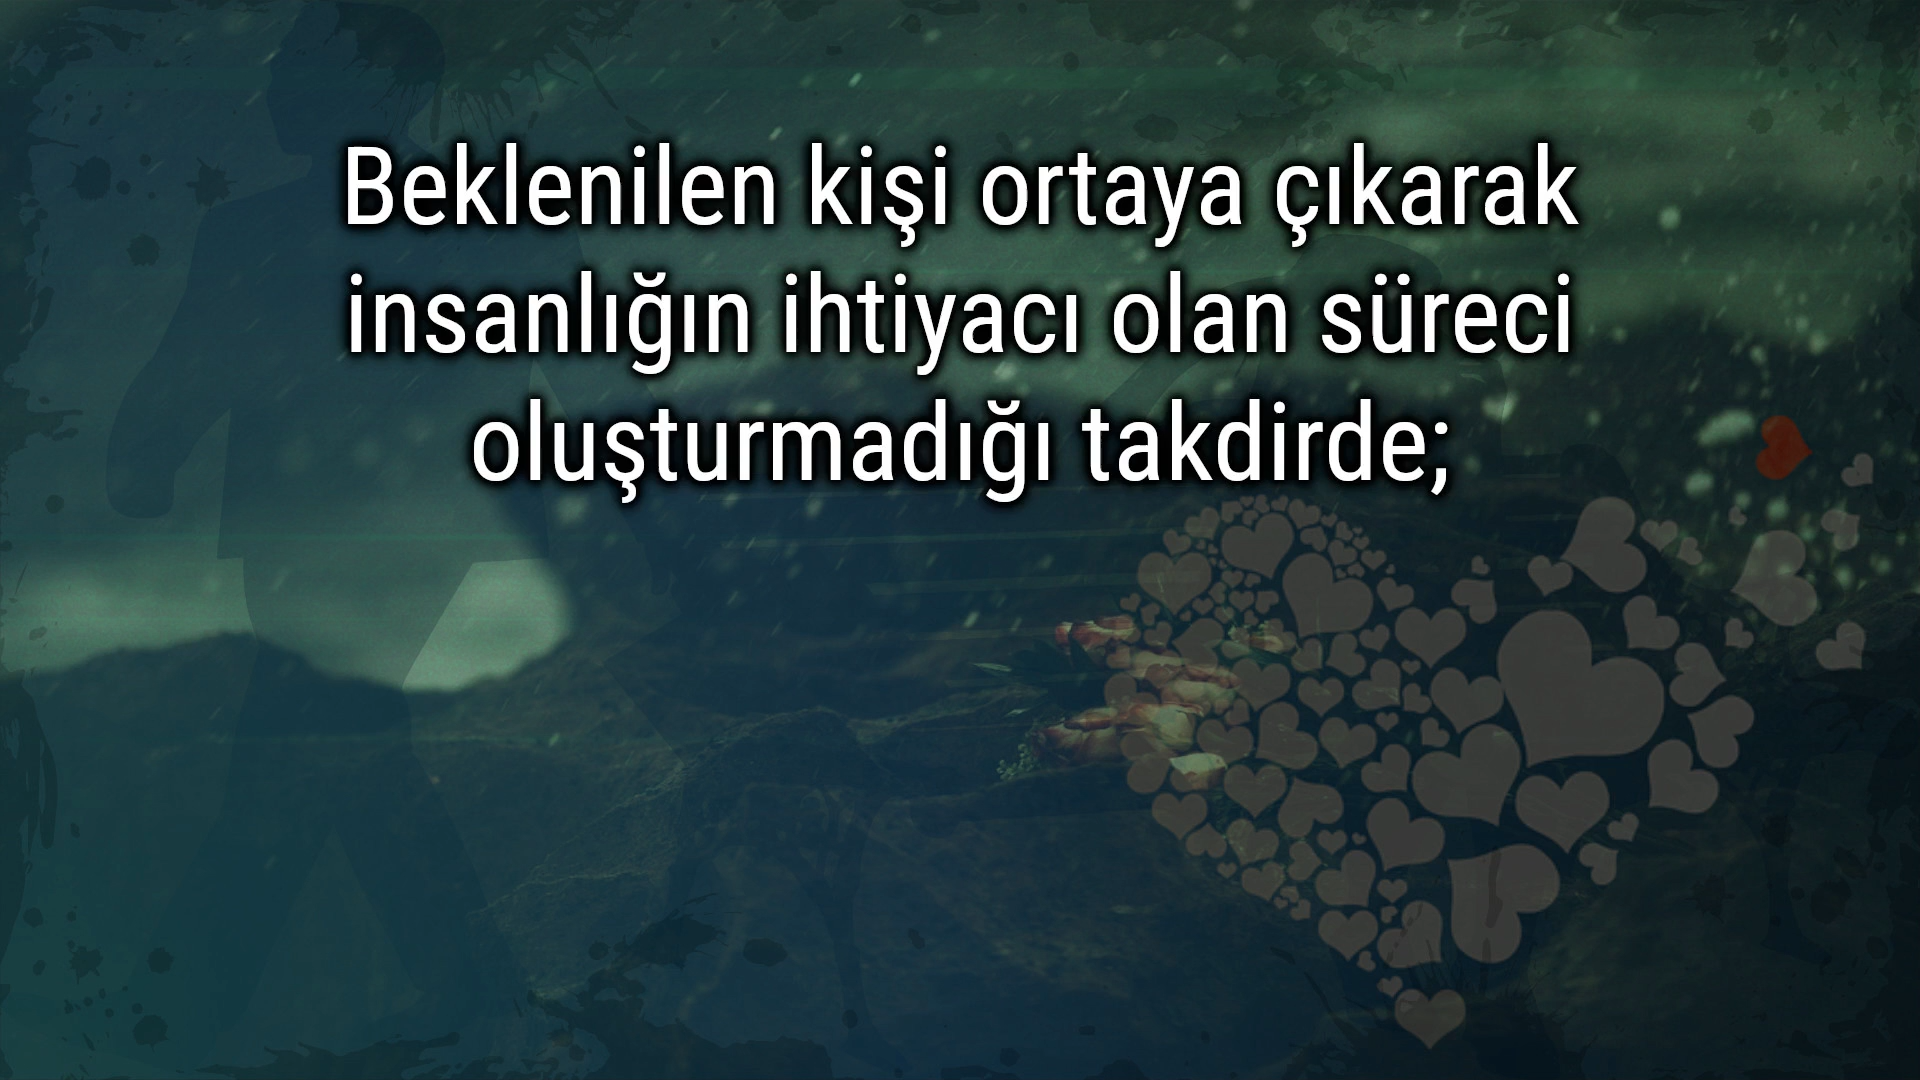 Beklenilen kişi ortaya çıkarak
insanlığın ihtiyacı olan süreci
oluşturmadığı takdirde;